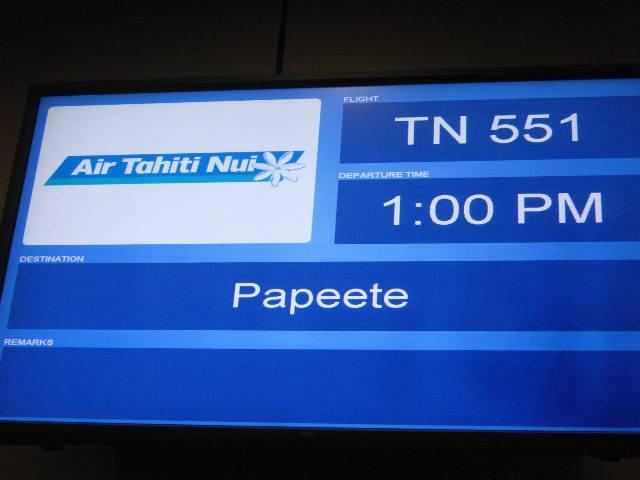 Air Tahiti Nui
FLIGHT
TN 551
DEPARTURE TIME
1:00 PM
DESTINATION
Papeete
REMARKS